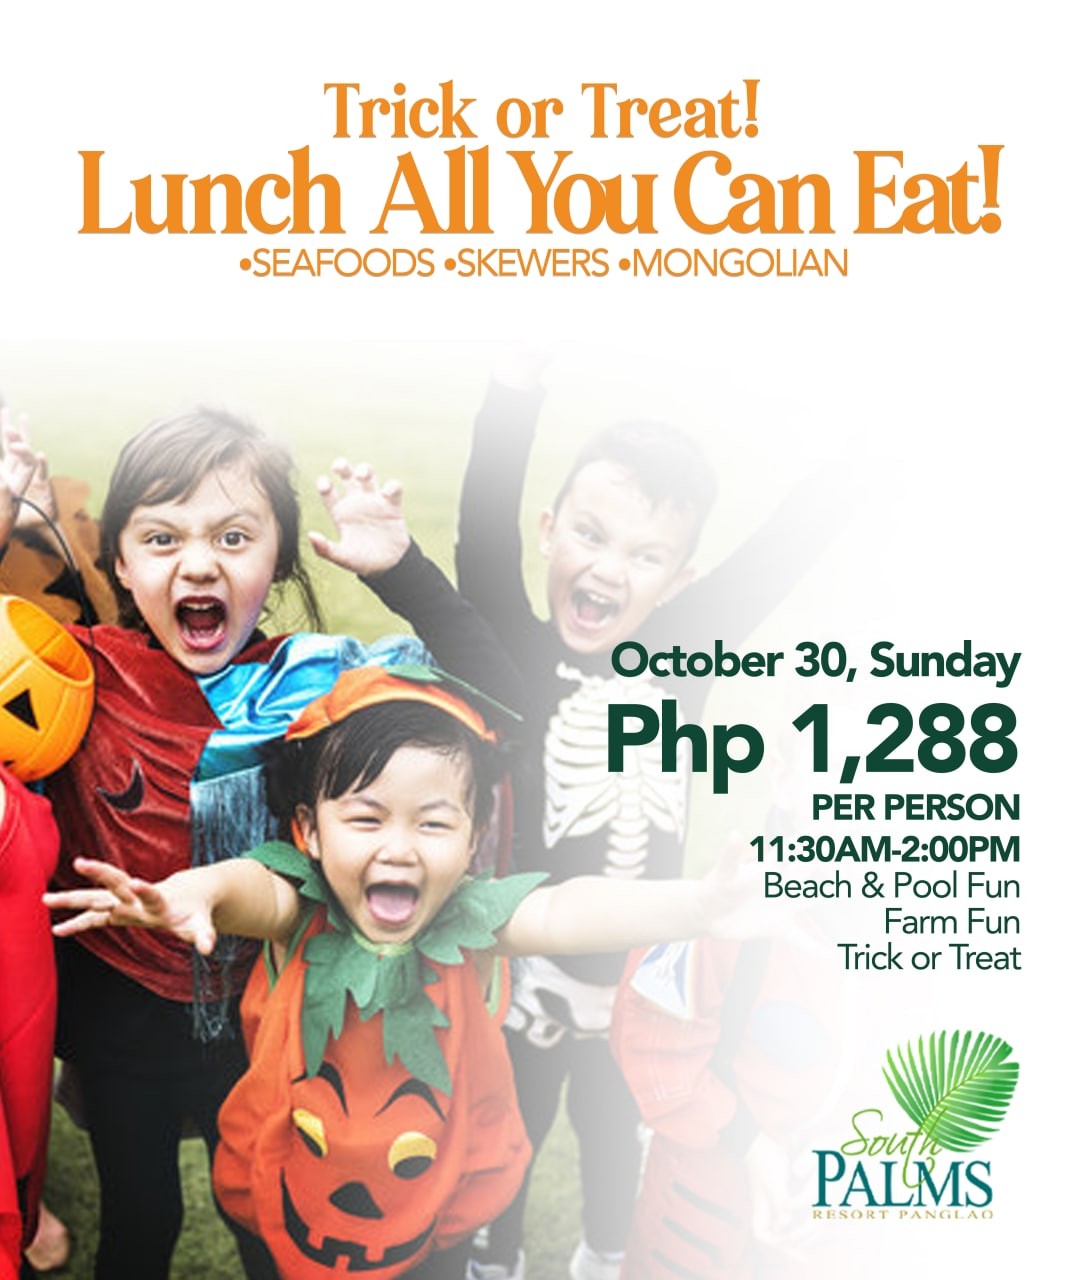 Trick or Treat!
Lunch All You Can Eat!
•SEAFOODS •SKEWERS •MONGOLIAN
October 30, Sunday
Php 1,288
PER PERSON
11:30AM-2:00PM
Beach & Pool Fun
Farm Fun
Trick or Treat
South
PALMS
RESORT PANGLAO